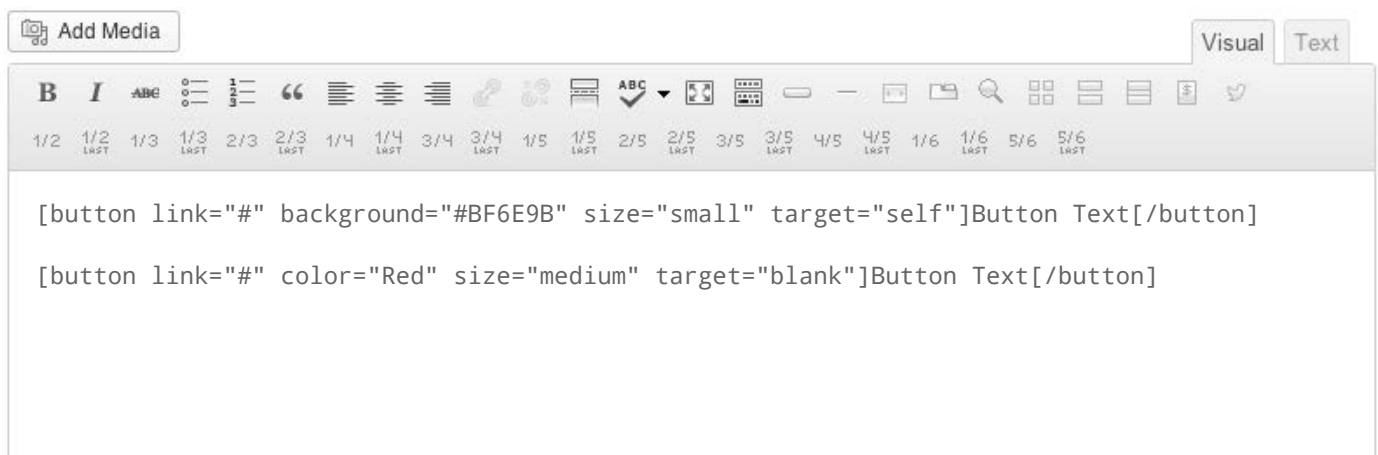 Add Media
Visual Text
B I ABC 1 2 3 “ ABC $
1/2 1/2 LAST 1/3 1/3 LAST 2/3 2/3 LAST 1/4 1/4 LAST 3/4 3/4 LAST 1/5 1/5 LAST 2/5 2/5 LAST 3/5 3/5 LAST 4/5 4/5 LAST 1/6 1/6 LAST 5/6 5/6 LAST
[button link="#" background="#BF6E9B" size="small" target="self"]Button Text[/button]
[button link="#" color="Red" size="medium" target="blank"]Button Text[/button]